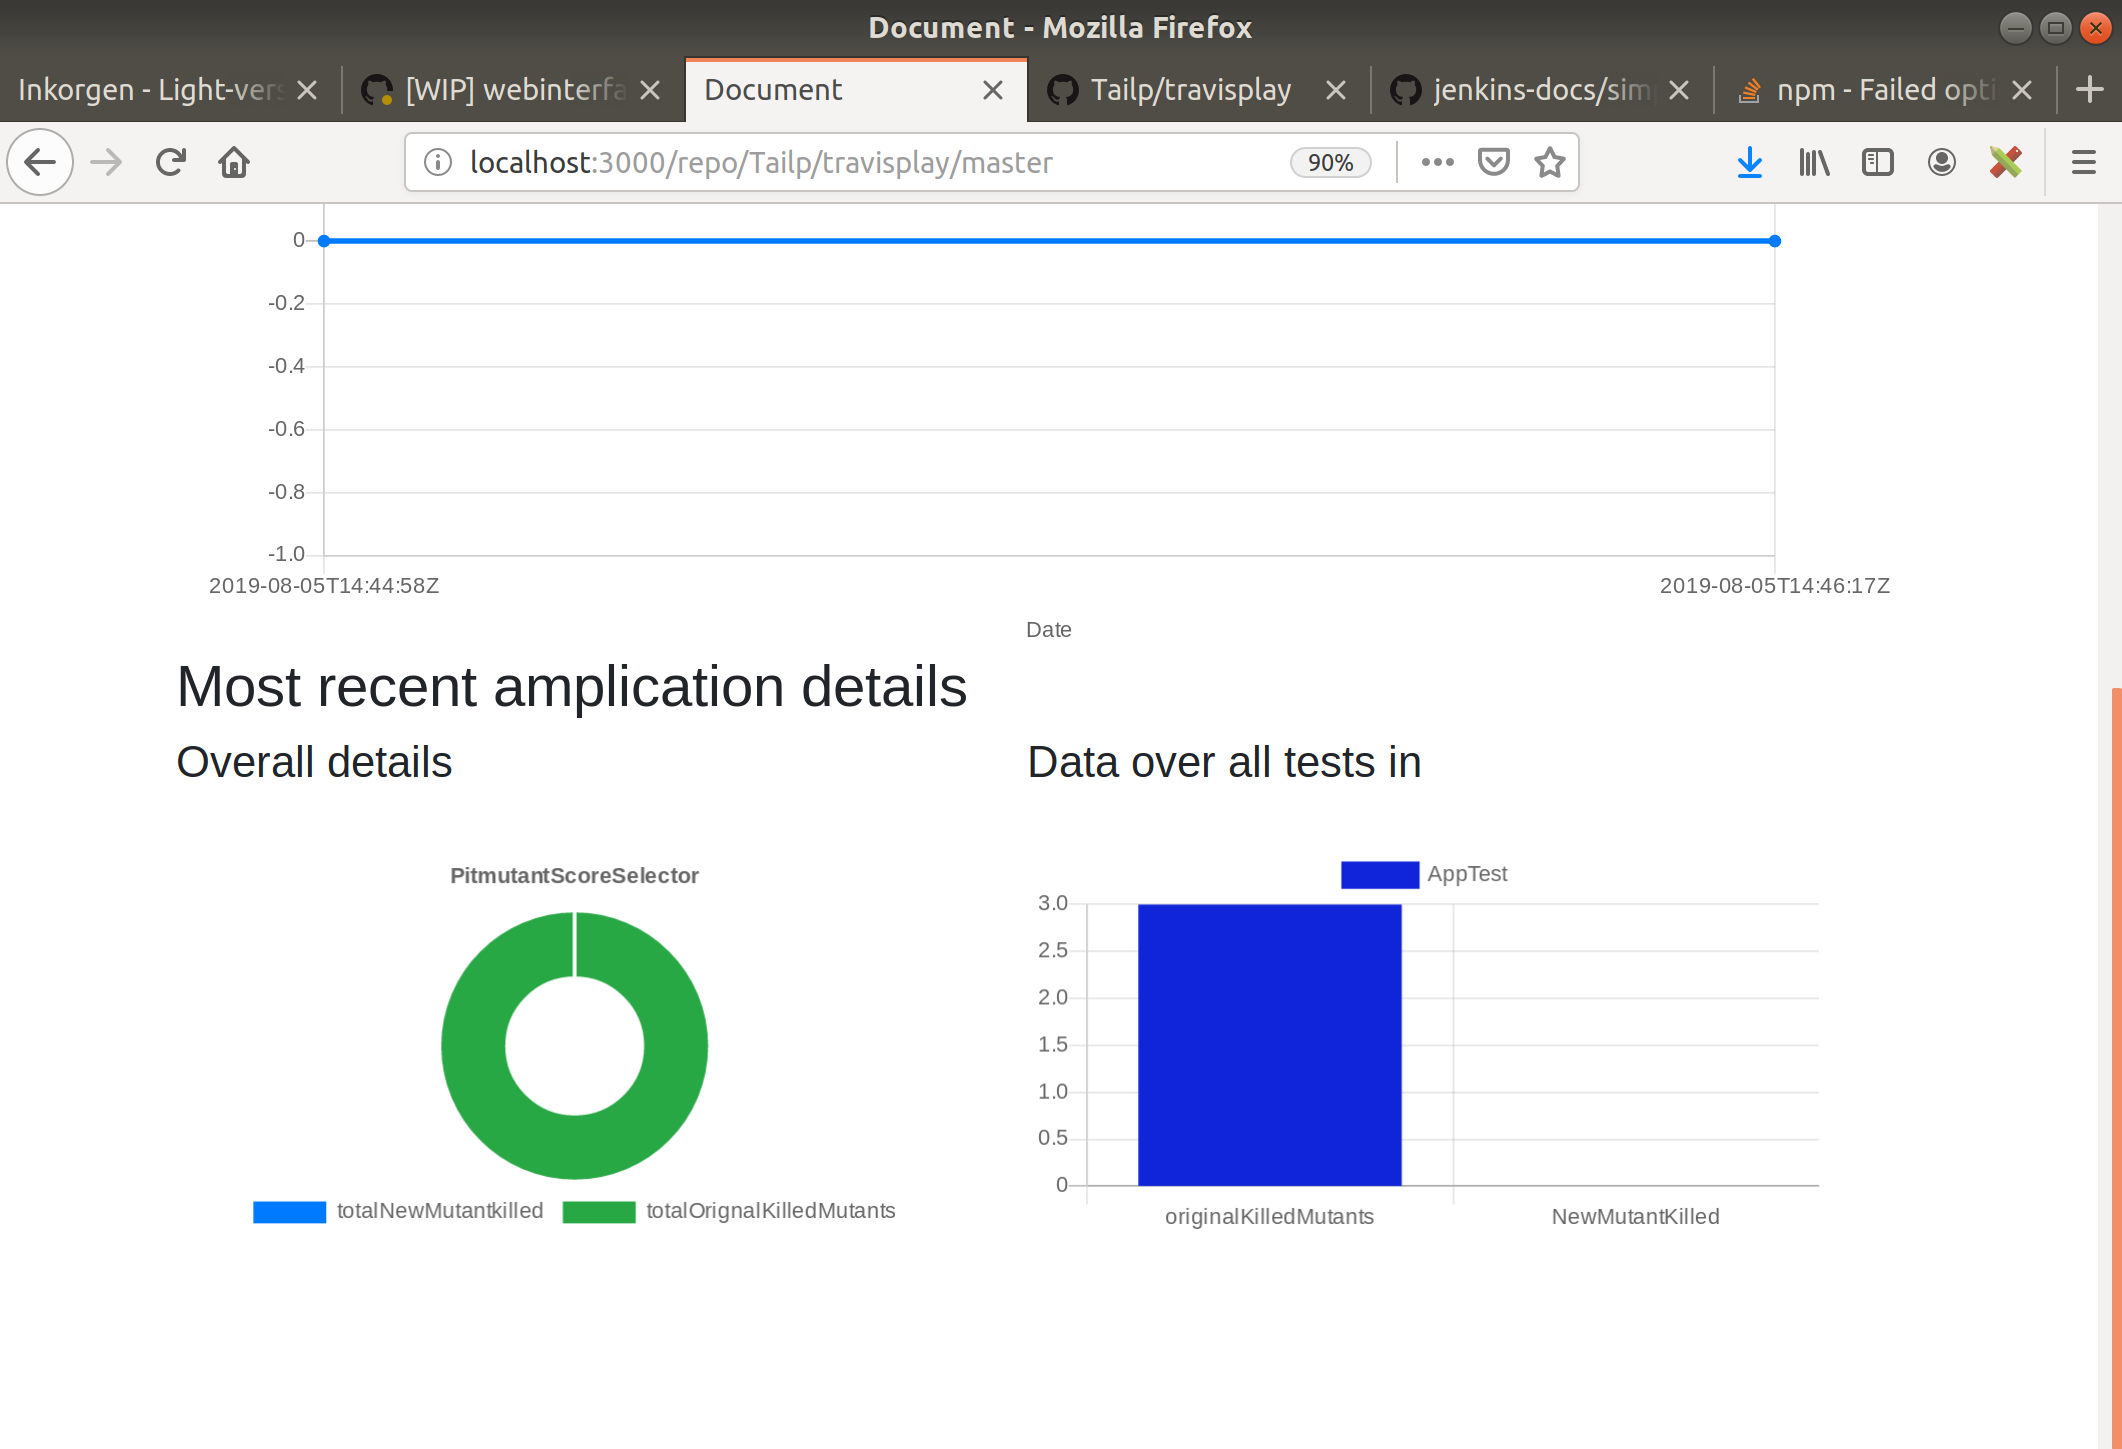 Document - Mozilla Firefox
Inkorgen - Light-vers
[WIP] webinterfa
Document
Tailp/travisplay
jenkins-docs/sim
npm - Failed opti
localhost:3000/repo/Tailp/travisplay/master
90%
0
-0.2
-0.4
-0.6
-0.8
-1.0
2019-08-05T14:44:58Z
2019-08-05T14:46:17Z
Date
Most recent amplication details
Overall details
Data over all tests in
PitmutantScoreSelector
totalNewMutantkilled
totalOrignalKilledMutants
AppTest
3.0
2.5
2.0
1.5
1.0
0.5
0
originalKilledMutants
NewMutantKilled